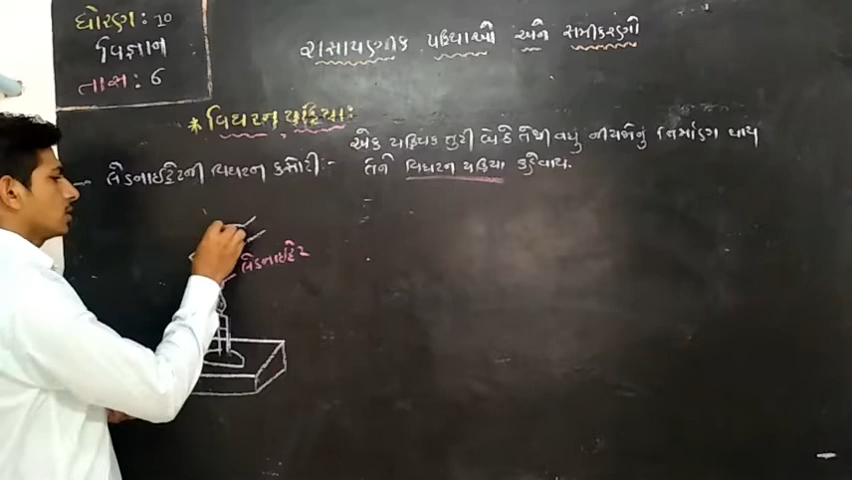 ધોરણ: 10
વિજ્ઞાન
તાસ: 6
રાસાયણીક પ્રક્રિયાઓ અને સમીકરણો
* વિઘટન પ્રક્રિયા:
એક પ્રક્રિયક તુટી બે કે તેથી વધુ નીપજોનું નિર્માણ થાય
તેને વિઘટન પ્રક્રિયા કહેવાય.
લેડનાઈટ્રેટની વિઘટન કસોટી:-
લેડનાઈટ્રેટ